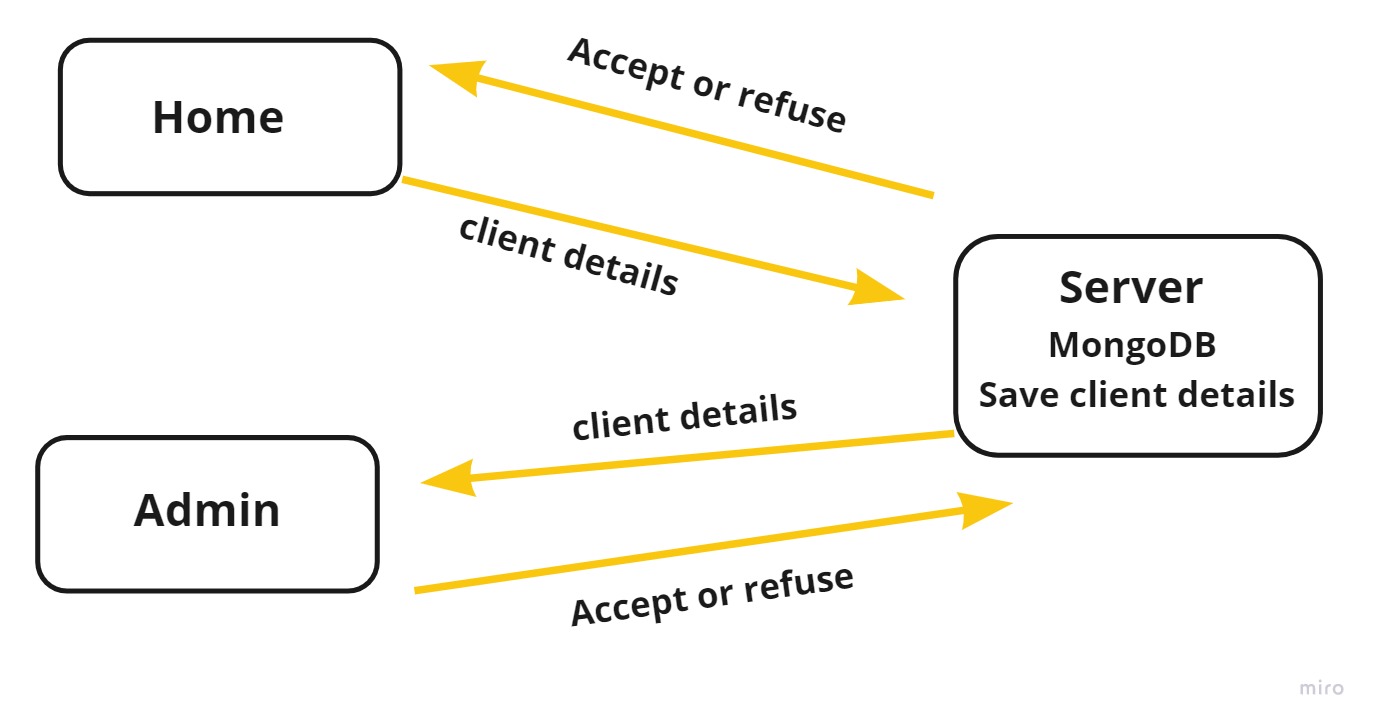 Accept or refuse
Home
client details
Server
MongoDB
Save client details
client details
Admin
Accept or refuse
miro